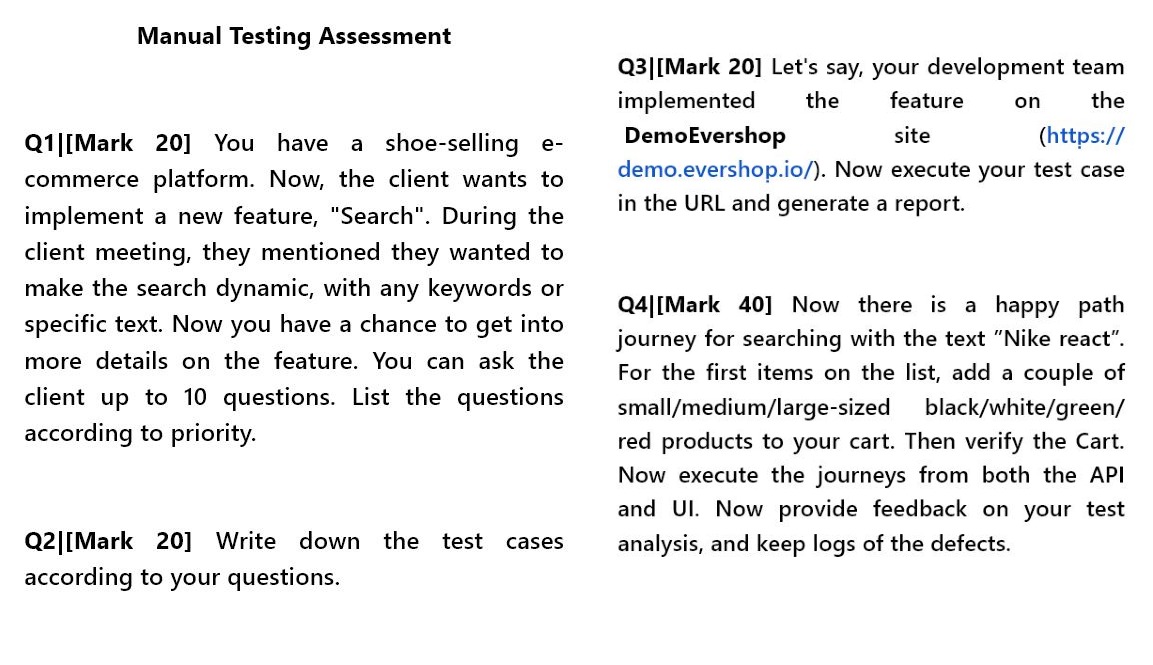 Manual Testing Assessment
Q1|[Mark 20] You have a shoe-selling e-
commerce platform. Now, the client wants to
implement a new feature, "Search". During the
client meeting, they mentioned they wanted to
make the search dynamic, with any keywords or
specific text. Now you have a chance to get into
more details on the feature. You can ask the
client up to 10 questions. List the questions
according to priority.
Q2|[Mark 20] Write down the test cases
according to your questions.
Q3|[Mark 20] Let's say, your development team
implemented the feature on the
DemoEvershop site (https://
demo.evershop.io/). Now execute your test case
in the URL and generate a report.
Q4|[Mark 40] Now there is a happy path
journey for searching with the text “Nike react”.
For the first items on the list, add a couple of
small/medium/large-sized black/white/green/
red products to your cart. Then verify the Cart.
Now execute the journeys from both the API
and UI. Now provide feedback on your test
analysis, and keep logs of the defects.